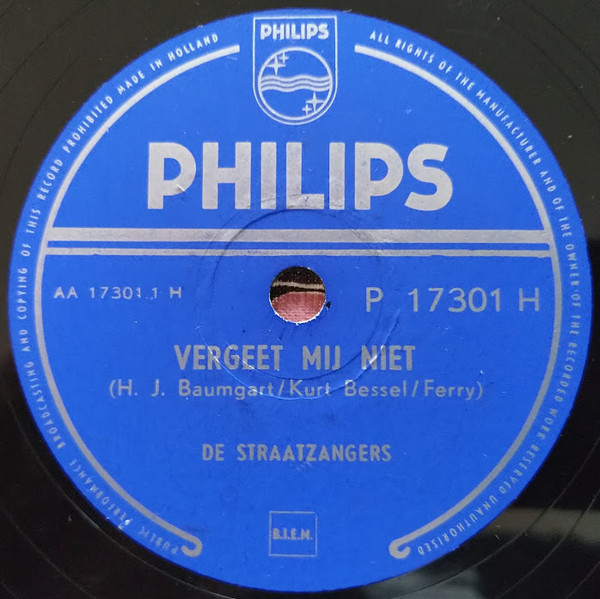 PHILIPS
PUBLIC PERFORMANCE BROADCASTING AND COPYING OF THIS RECORD PROHIBITED MADE IN HOLLAND
ALL RIGHTS OF THE MANUFACTURER AND OF THE OWNER OF THE RECORDED WORK RESERVED UNAUTHORISED
PHILIPS
AA 17301.1 H
P 17301 H
VERGEET MIJ NIET
(H. J. Baumgart/Kurt Bessel/Ferry)
DE STRAATZANGERS
B.I.E.M.